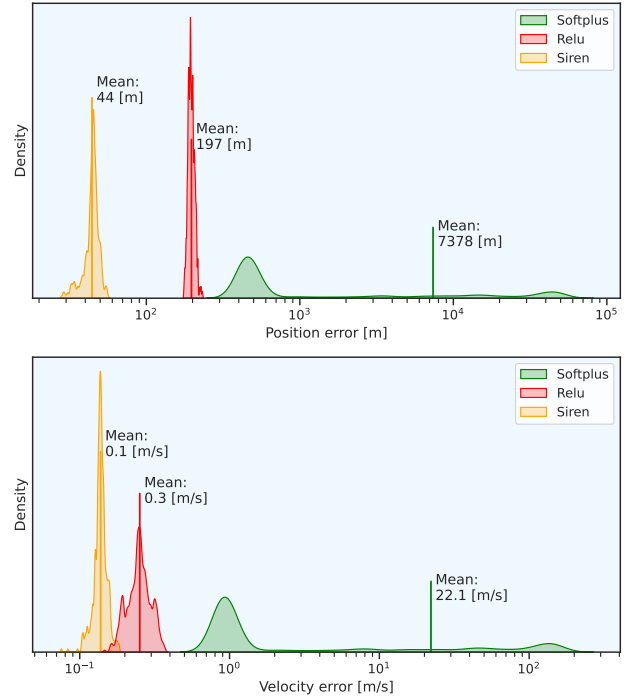 Softplus
Relu
Siren
Mean:
44 [m]
Mean:
197 [m]
Mean:
7378 [m]
Density
10² 10³ 10⁴ 10⁵
Position error [m]
Softplus
Relu
Siren
Mean:
0.1 [m/s]
Mean:
0.3 [m/s]
Mean:
22.1 [m/s]
Density
10⁻¹ 10⁰ 10¹ 10²
Velocity error [m/s]